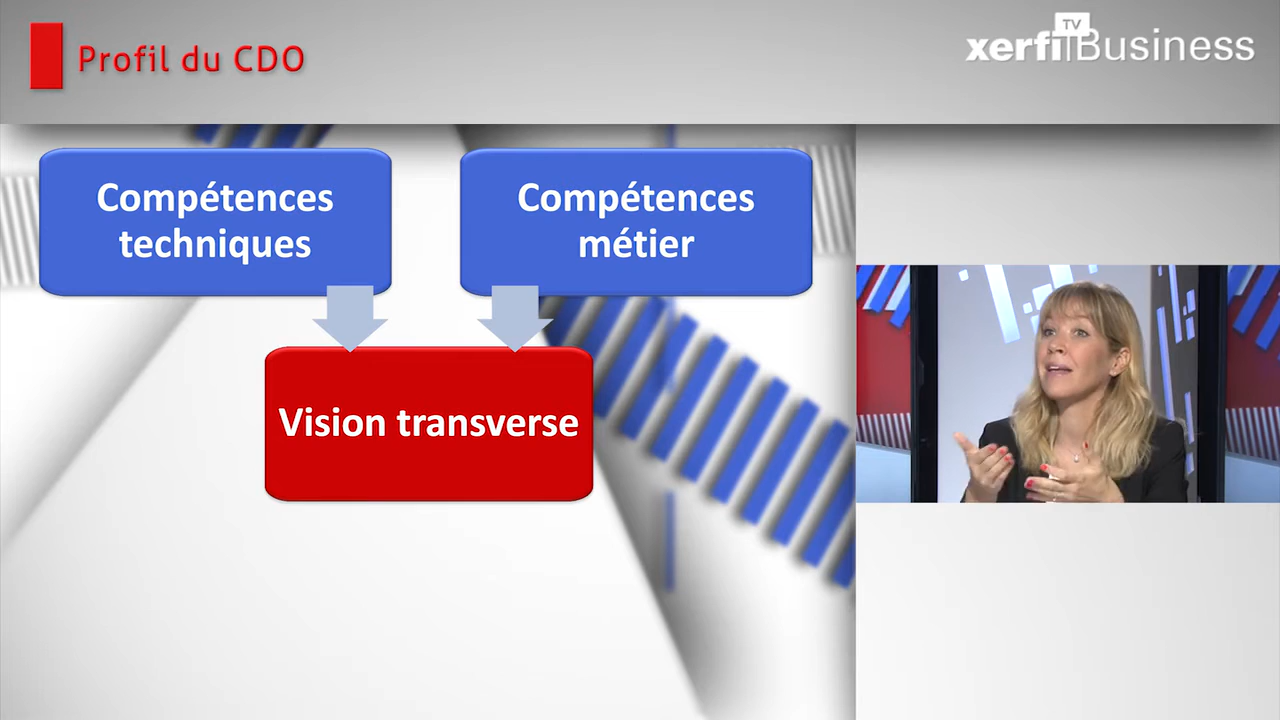 Profil du CDO
xerfi TV Business
Compétences
techniques
Compétences
métier
Vision transverse